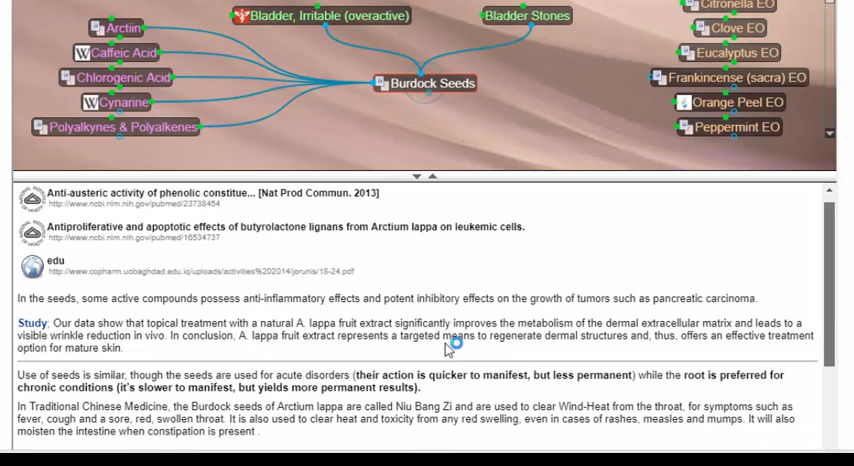 Citronella EO
Bladder, Irritable (overactive)
Bladder Stones
Arctiin
Clove EO
W Caffeic Acid
Eucalyptus EO
Chlorogenic Acid
Burdock Seeds
Frankincense (sacra) EO
W Cynarine
Orange Peel EO
Polyalkynes & Polyalkenes
Peppermint EO
Anti-austeric activity of phenolic constitue... [Nat Prod Commun. 2013]
http://www.ncbi.nlm.nih.gov/pubmed/23738454
Antiproliferative and apoptotic effects of butyrolactone lignans from Arctium lappa on leukemic cells.
http://www.ncbi.nlm.nih.gov/pubmed/16534737
edu
http://www.copharm.uobaghdad.edu.iq/uploads/activities%202014/jorunls/18-24.pdf
In the seeds, some active compounds possess anti-inflammatory effects and potent inhibitory effects on the growth of tumors such as pancreatic carcinoma.
Study; Our data show that topical treatment with a natural A. lappa fruit extract significantly improves the metabolism of the dermal extracellular matrix and leads to a
visible wrinkle reduction in vivo. In conclusion, A. lappa fruit extract represents a targeted means to regenerate dermal structures and, thus, offers an effective treatment
option for mature skin.
Use of seeds is similar, though the seeds are used for acute disorders (their action is quicker to manifest, but less permanent) while the root is preferred for
chronic conditions (it's slower to manifest, but yields more permanent results).
In Traditional Chinese Medicine, the Burdock seeds of Arctium lappa are called Niu Bang Zi and are used to clear Wind-Heat from the throat, for symptoms such as
fever, cough and a sore, red, swollen throat. It is also used to clear heat and toxicity from any red swelling, even in cases of rashes, measles and mumps. It will also
moisten the intestine when constipation is present .